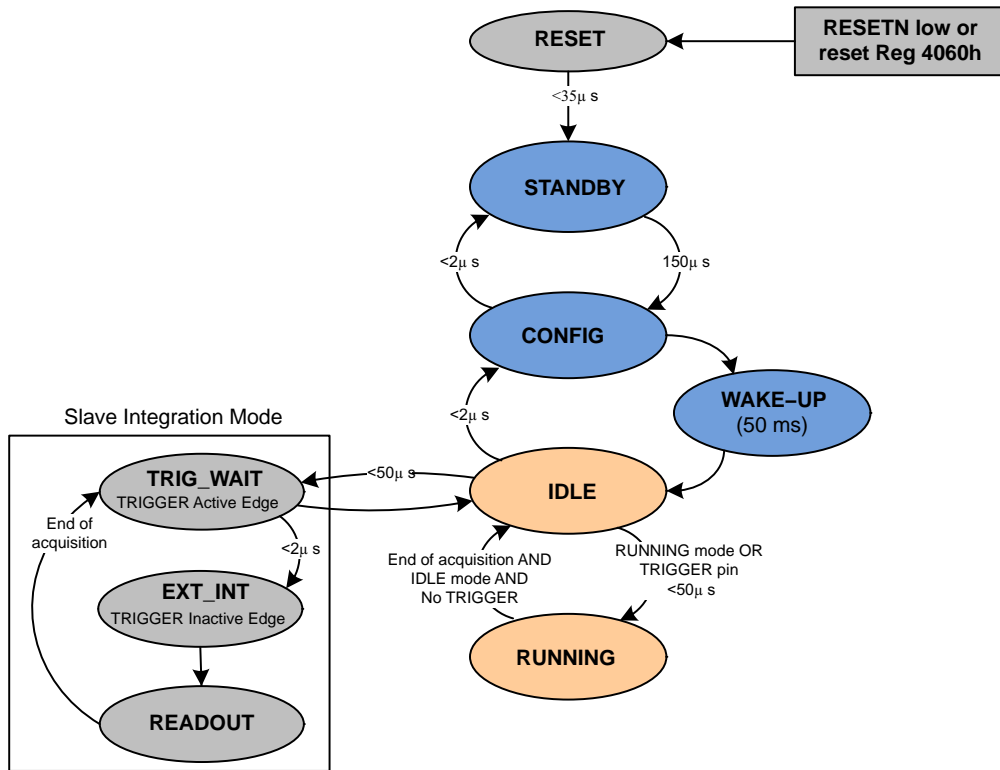 RESET
RESETN low or
reset Reg 4060h
<35μ s
STANDBY
<2μ s
150μ s
CONFIG
WAKE−UP
(50 ms)
<2μ s
Slave Integration Mode
TRIG_WAIT
TRIGGER Active Edge
<50μ s
IDLE
End of
acquisition
<2μ s
End of acquisition AND
IDLE mode AND
No TRIGGER
RUNNING mode OR
TRIGGER pin
<50μ s
EXT_INT
TRIGGER Inactive Edge
RUNNING
READOUT